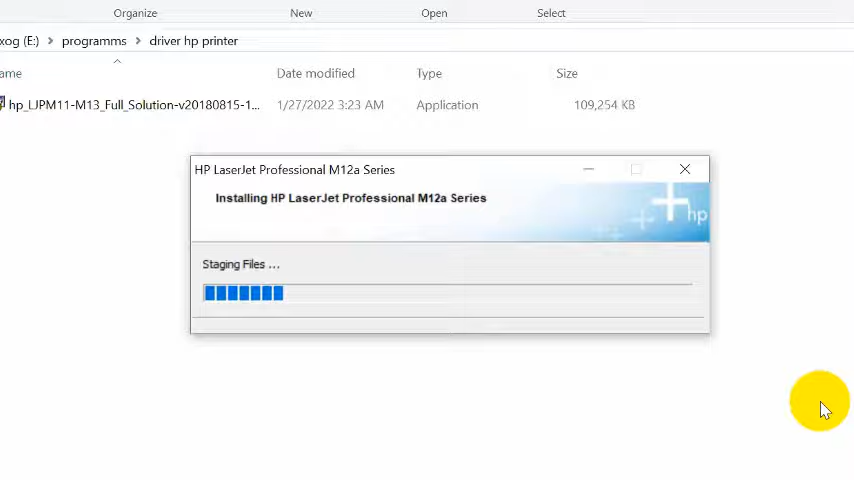 Organize New Open Select
xog (E:) > programms > driver hp printer
ame Date modified Type Size
hp_LJPM11-M13_Full_Solution-v20180815-1... 1/27/2022 3:23 AM Application 109,254 KB
HP LaserJet Professional M12a Series
Installing HP LaserJet Professional M12a Series
hp
Staging Files ...